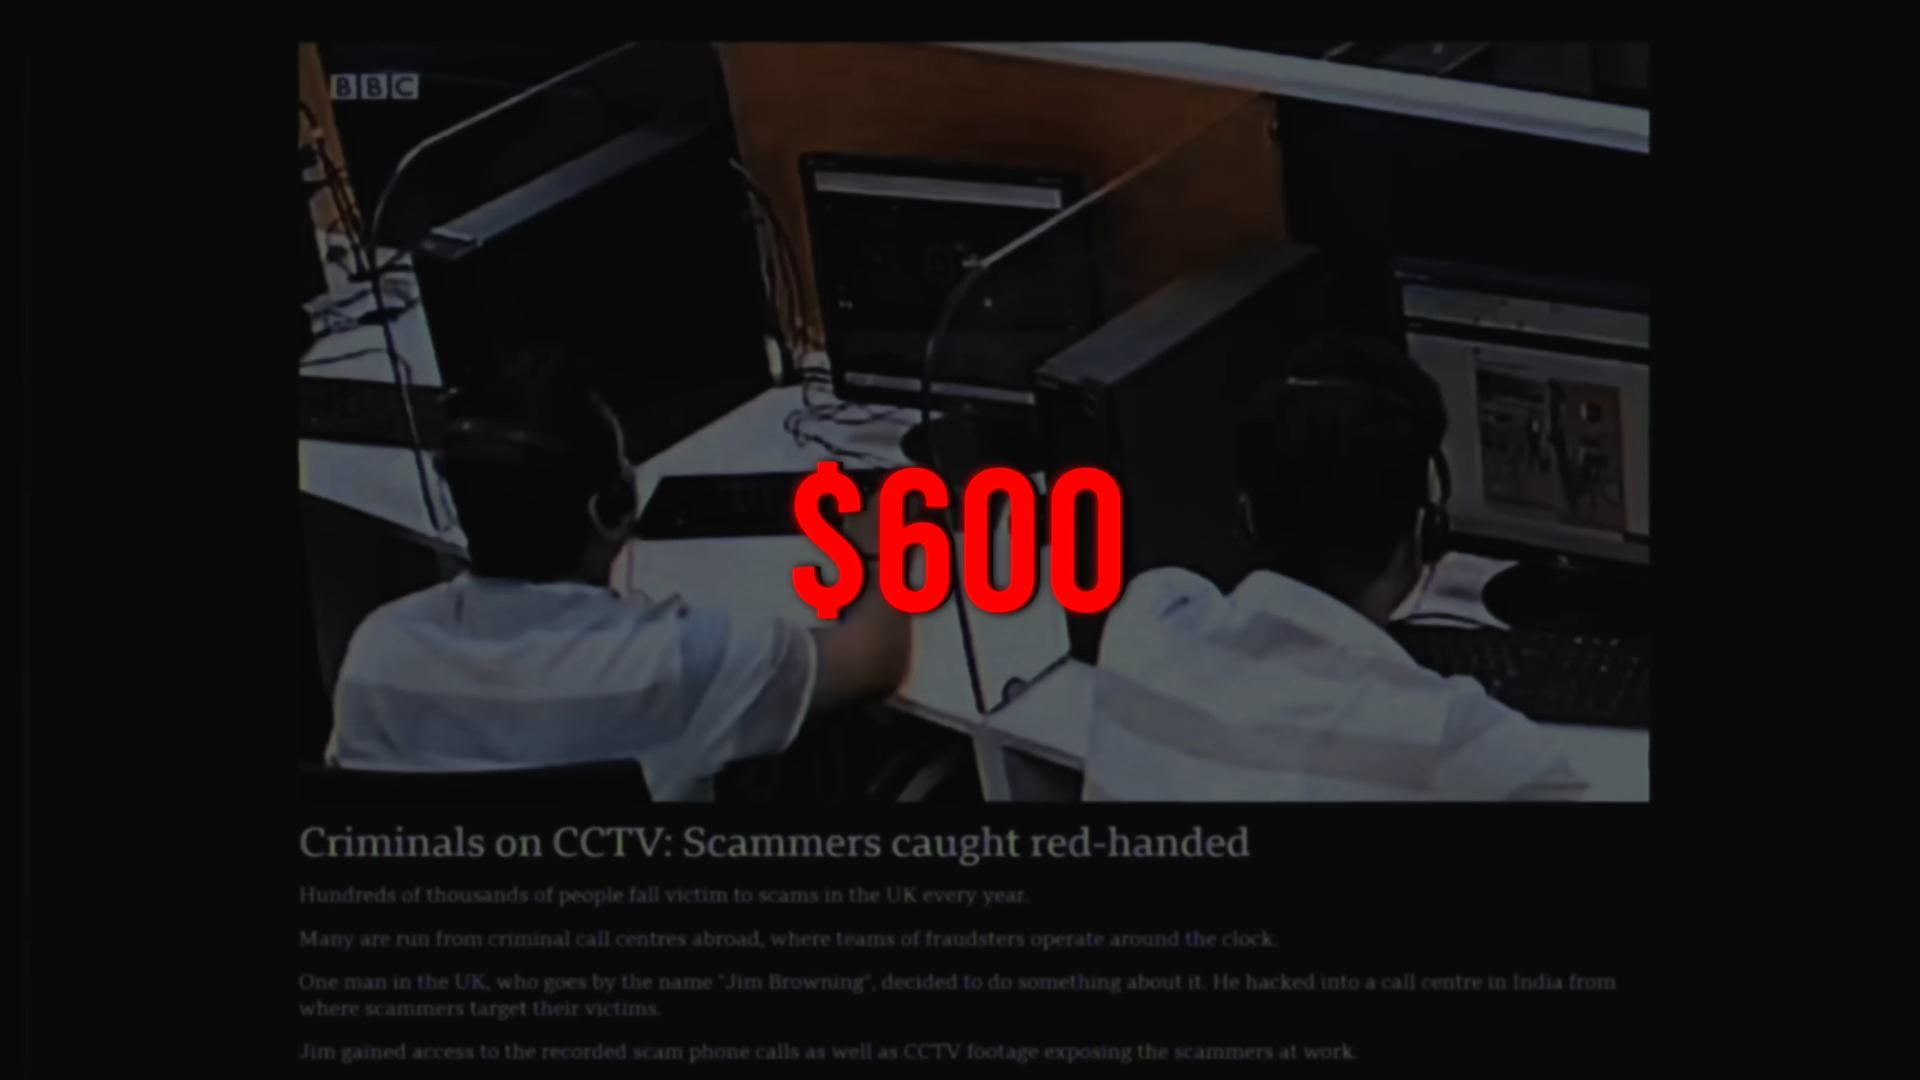 BBC
$600
Criminals on CCTV: Scammers caught red-handed
Hundreds of thousands of people fall victim to scams in the UK every year.
Many are run from criminal call centres abroad, where teams of fraudsters operate around the clock.
One man in the UK, who goes by the name "Jim Browning", decided to do something about it. He hacked into a call centre in India from
where scammers target their victims.
Jim gained access to the recorded scam phone calls as well as CCTV footage exposing the scammers at work.